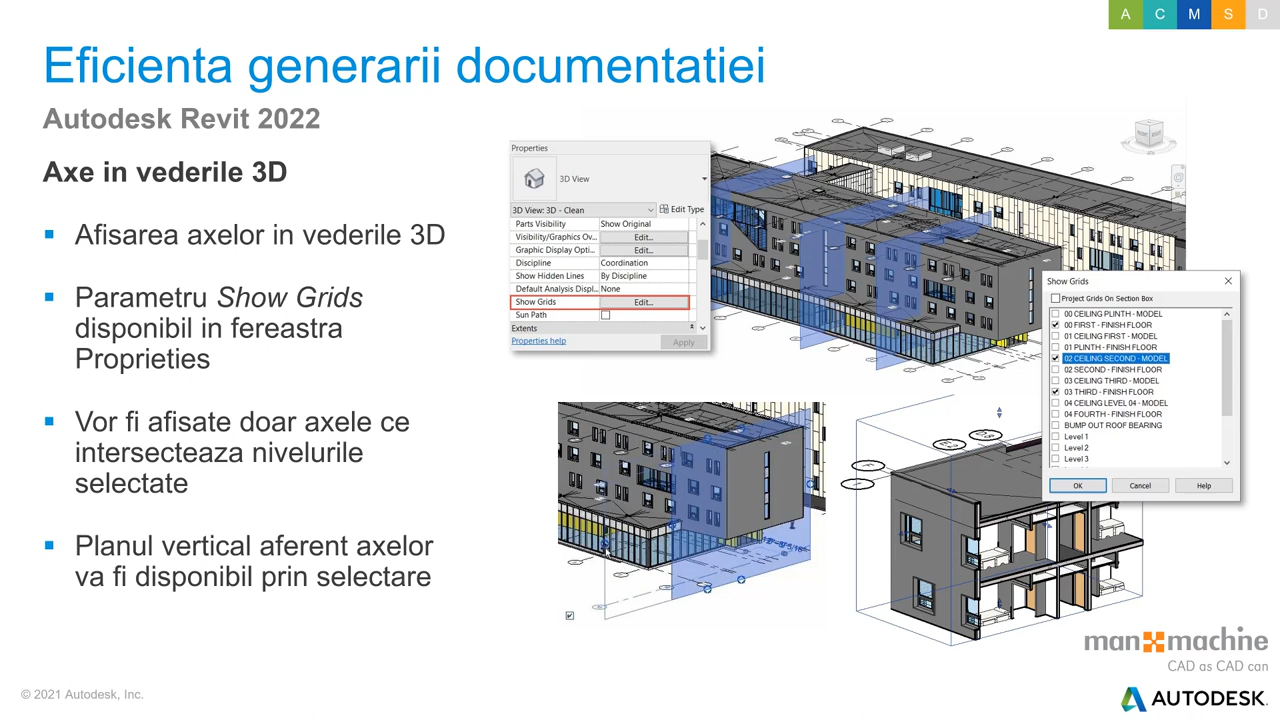 A C M S D
Eficienta generarii documentatiei
Autodesk Revit 2022
Axe in vederile 3D
▪ Afisarea axelor in vederile 3D
▪ Parametru Show Grids
disponibil in fereastra
Proprieties
▪ Vor fi afisate doar axele ce
intersecteaza nivelurile
selectate
▪ Planul vertical aferent axelor
va fi disponibil prin selectare
Properties
3D View
3D View: 3D - Clean Edit Type
Parts Visibility Show Original
Visibility/Graphics Ov... Edit...
Graphic Display Opti... Edit...
Discipline Coordination
Show Hidden Lines By Discipline
Default Analysis Displ... None
Show Grids Edit...
Sun Path
Extents
Properties help Apply
Show Grids
Project Grids On Section Box
00 CEILING PLINTH - MODEL
00 FIRST - FINISH FLOOR
01 CEILING FIRST - MODEL
01 PLINTH - FINISH FLOOR
02 CEILING SECOND - MODEL
02 SECOND - FINISH FLOOR
03 CEILING THIRD - MODEL
03 THIRD - FINISH FLOOR
04 CEILING LEVEL 04 - MODEL
04 FOURTH - FINISH FLOOR
BUMP OUT ROOF BEARING
Level 1
Level 2
Level 3
OK Cancel Help
man machine
CAD as CAD can
© 2021 Autodesk, Inc.
AUTODESK.